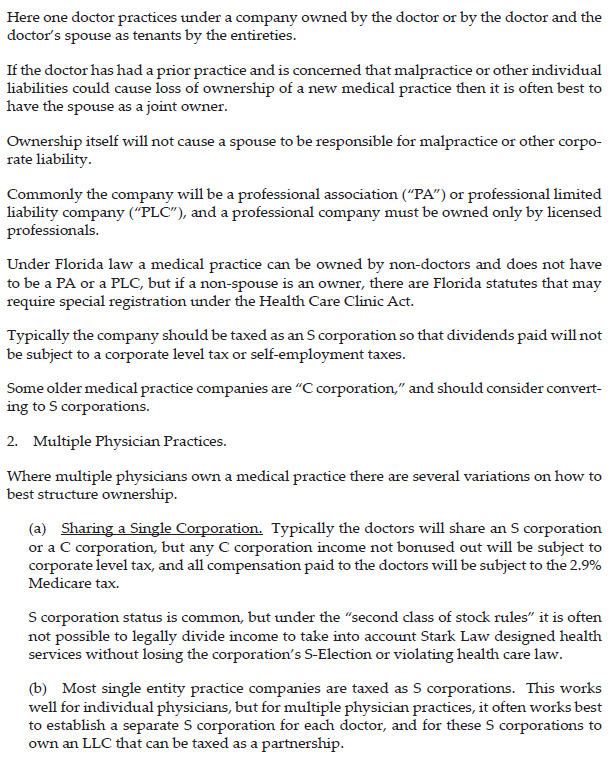 Here one doctor practices under a company owned by the doctor or by the doctor and the
doctor's spouse as tenants by the entireties.
If the doctor has had a prior practice and is concerned that malpractice or other individual
liabilities could cause loss of ownership of a new medical practice then it is often best to
have the spouse as a joint owner.
Ownership itself will not cause a spouse to be responsible for malpractice or other corpo-
rate liability.
Commonly the company will be a professional association ("PA") or professional limited
liability company ("PLC"), and a professional company must be owned only by licensed
professionals.
Under Florida law a medical practice can be owned by non-doctors and does not have
to be a PA or a PLC, but if a non-spouse is an owner, there are Florida statutes that may
require special registration under the Health Care Clinic Act.
Typically the company should be taxed as an S corporation so that dividends paid will not
be subject to a corporate level tax or self-employment taxes.
Some older medical practice companies are "C corporation," and should consider convert-
ing to S corporations.
2. Multiple Physician Practices.
Where multiple physicians own a medical practice there are several variations on how to
best structure ownership.
(a) Sharing a Single Corporation. Typically the doctors will share an S corporation
or a C corporation, but any C corporation income not bonused out will be subject to
corporate level tax, and all compensation paid to the doctors will be subject to the 2.9%
Medicare tax.
S corporation status is common, but under the "second class of stock rules" it is often
not possible to legally divide income to take into account Stark Law designed health
services without losing the corporation's S-Election or violating health care law.
(b) Most single entity practice companies are taxed as S corporations. This works
well for individual physicians, but for multiple physician practices, it often works best
to establish a separate S corporation for each doctor, and for these S corporations to
own an LLC that can be taxed as a partnership.